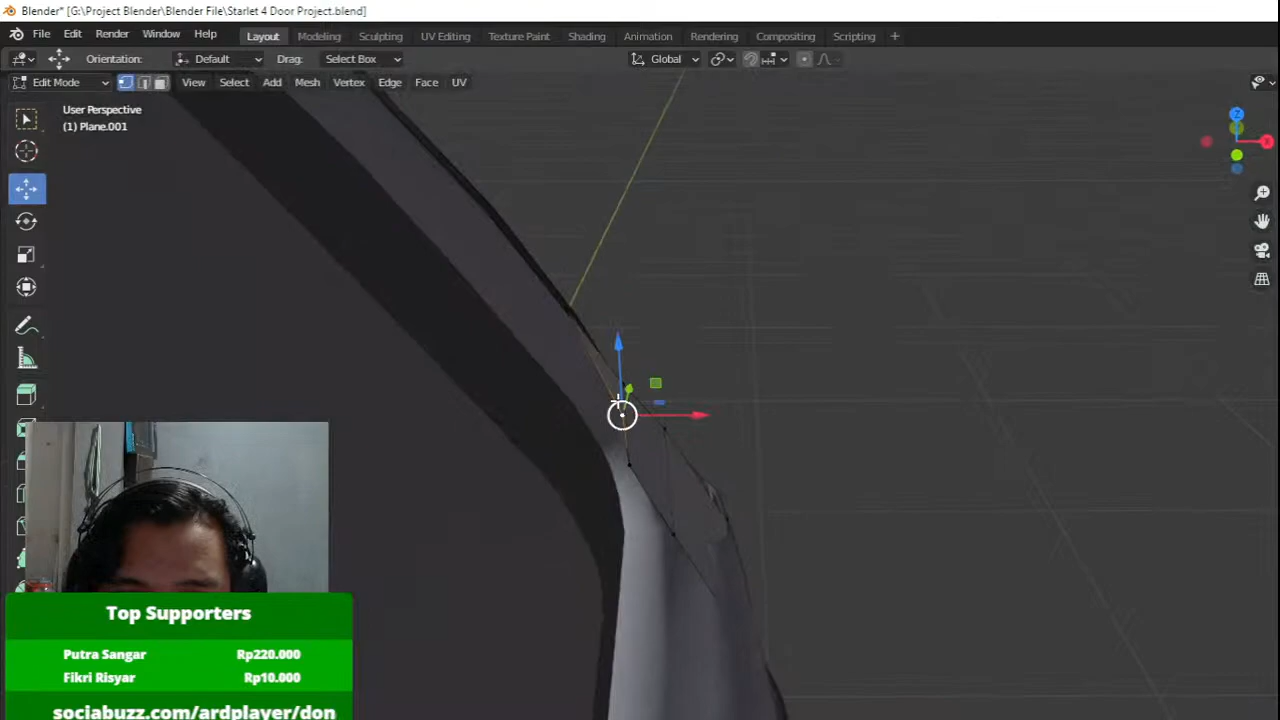 Blender* [G:\Project Blender\Blender File\Starlet 4 Door Project.blend]
File Edit Render Window Help Layout Modeling Sculpting UV Editing Texture Paint Shading Animation Rendering Compositing Scripting +
Orientation: Default Drag: Select Box Global
Edit Mode View Select Add Mesh Vertex Edge Face UV
User Perspective
(1) Plane.001
Z
X
Top Supporters
Putra Sangar Rp220.000
Fikri Risyar Rp10.000
sociabuzz.com/ardplayer/don